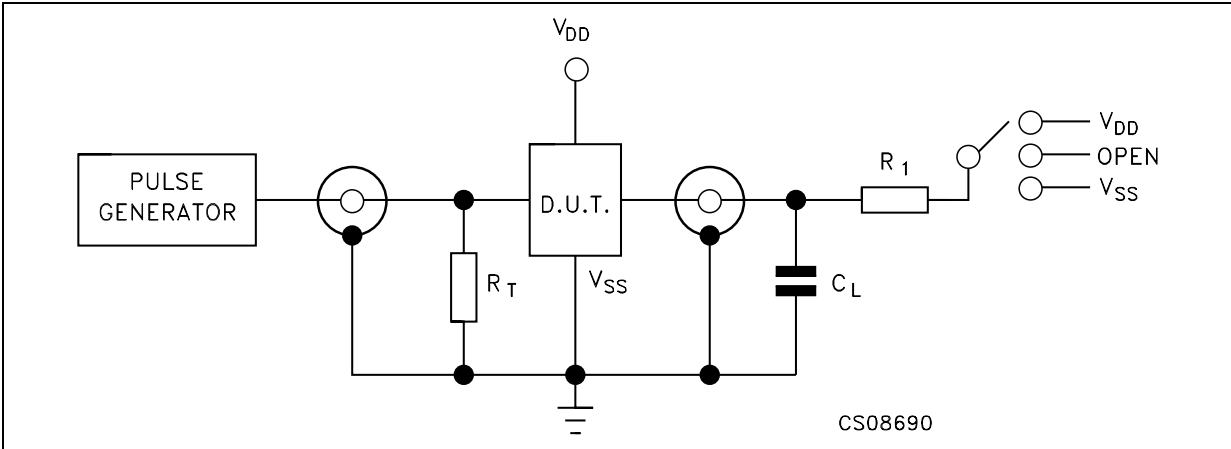 VDD
PULSE
GENERATOR
D.U.T.
R1
VDD
OPEN
VSS
RT
VSS
CL
CS08690